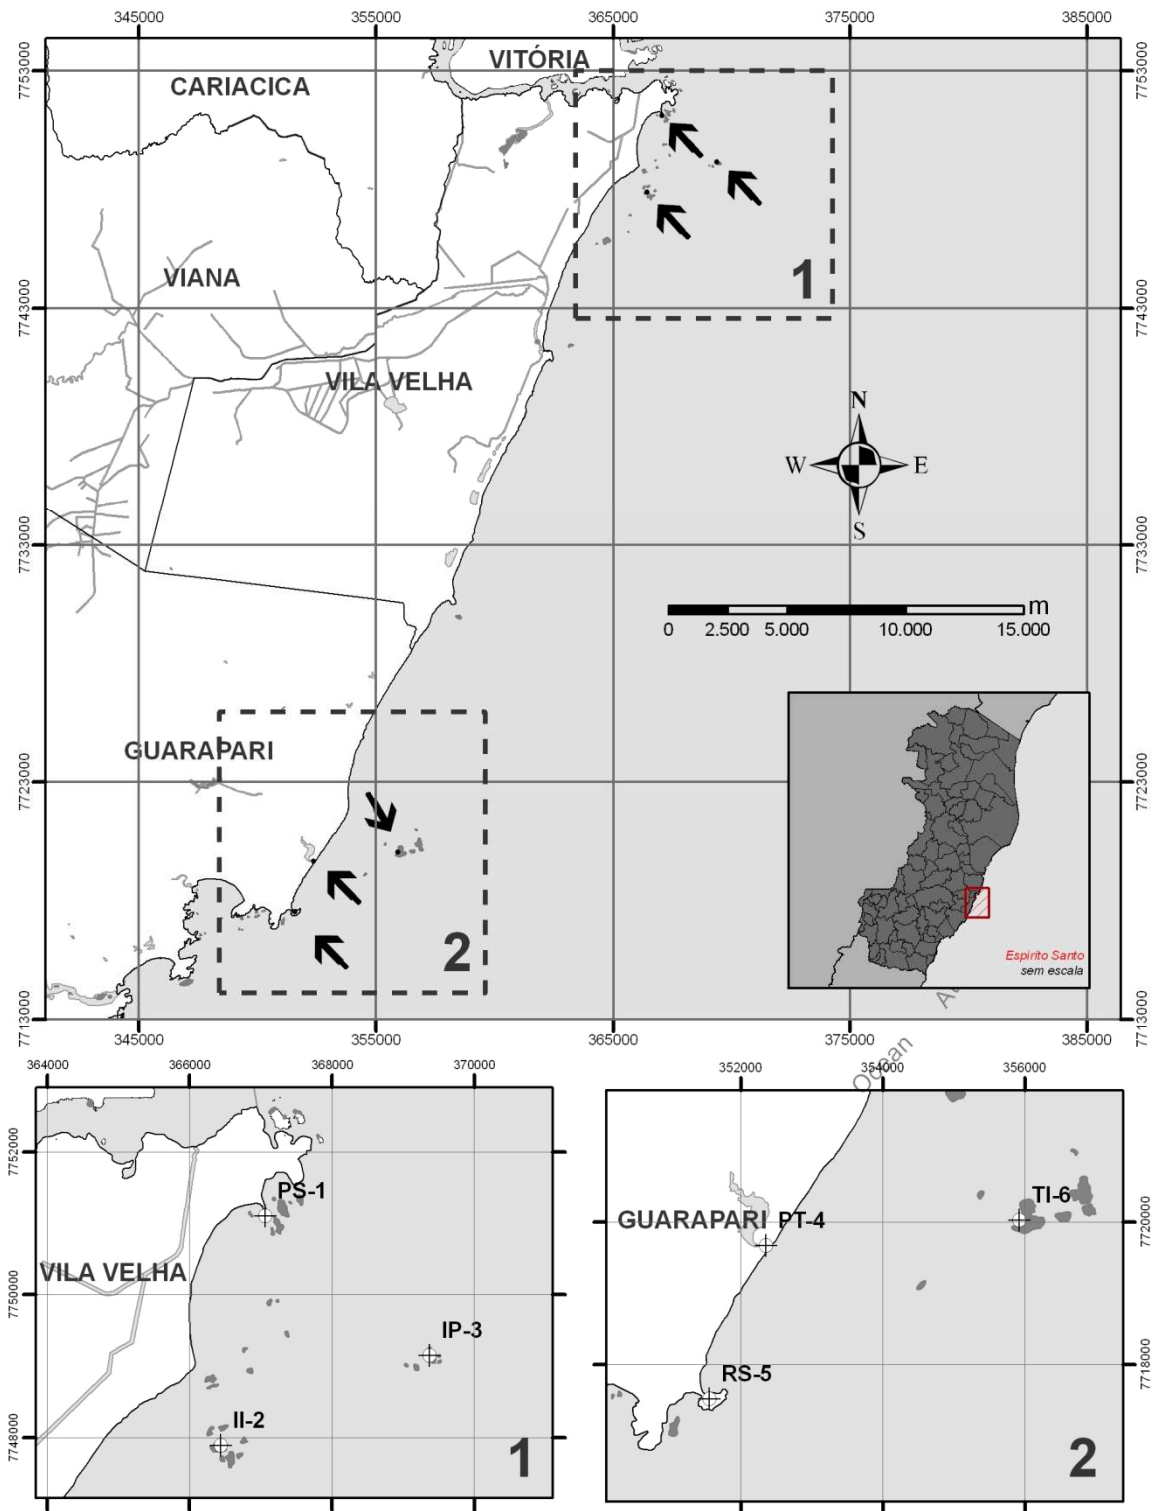 345000 355000 365000 375000 385000
7753000 7753000
VITÓRIA
CARIACICA
VIANA
1
7743000 7743000
VILA VELHA
N
W E
S
7733000 7733000
m
0 2.500 5.000 10.000 15.000
GUARAPARI
7723000 7723000
2
Espirito Santo
sem escala
7713000 7713000
345000 355000 365000 375000 385000
Ocean
364000 366000 368000 370000
7752000
PS-1
VILA VELHA
7750000
IP-3
II-2
7748000
1
352000 354000 356000
TI-6
GUARAPARI PT-4
7720000
RS-5
7718000
2